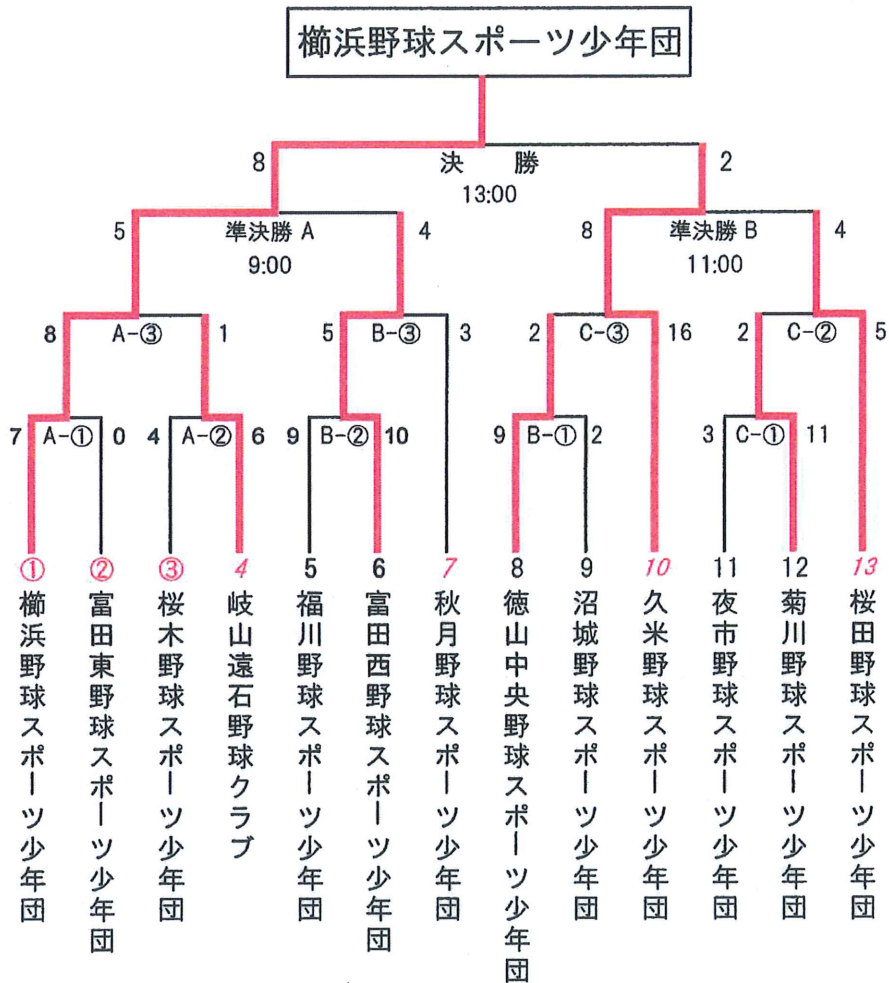 櫛浜野球スポーツ少年団
8 決 勝 2
13:00
5 準決勝 A 4 8 準決勝 B 4
9:00 11:00
8 A-③ 1 5 B-③ 3 2 C-③ 16 2 C-② 5
7 A-① 0 4 A-② 6 9 B-② 10 9 B-① 2 3 C-① 11
① ② ③ 4 5 6 7 8 9 10 11 12 13
櫛浜野球スポーツ少年団
富田東野球スポーツ少年団
桜木野球スポーツ少年団
岐山遠石野球クラブ
福川野球スポーツ少年団
富田西野球スポーツ少年団
秋月野球スポーツ少年団
徳山中央野球スポーツ少年団
沼城野球スポーツ少年団
久米野球スポーツ少年団
夜市野球スポーツ少年団
菊川野球スポーツ少年団
桜田野球スポーツ少年団